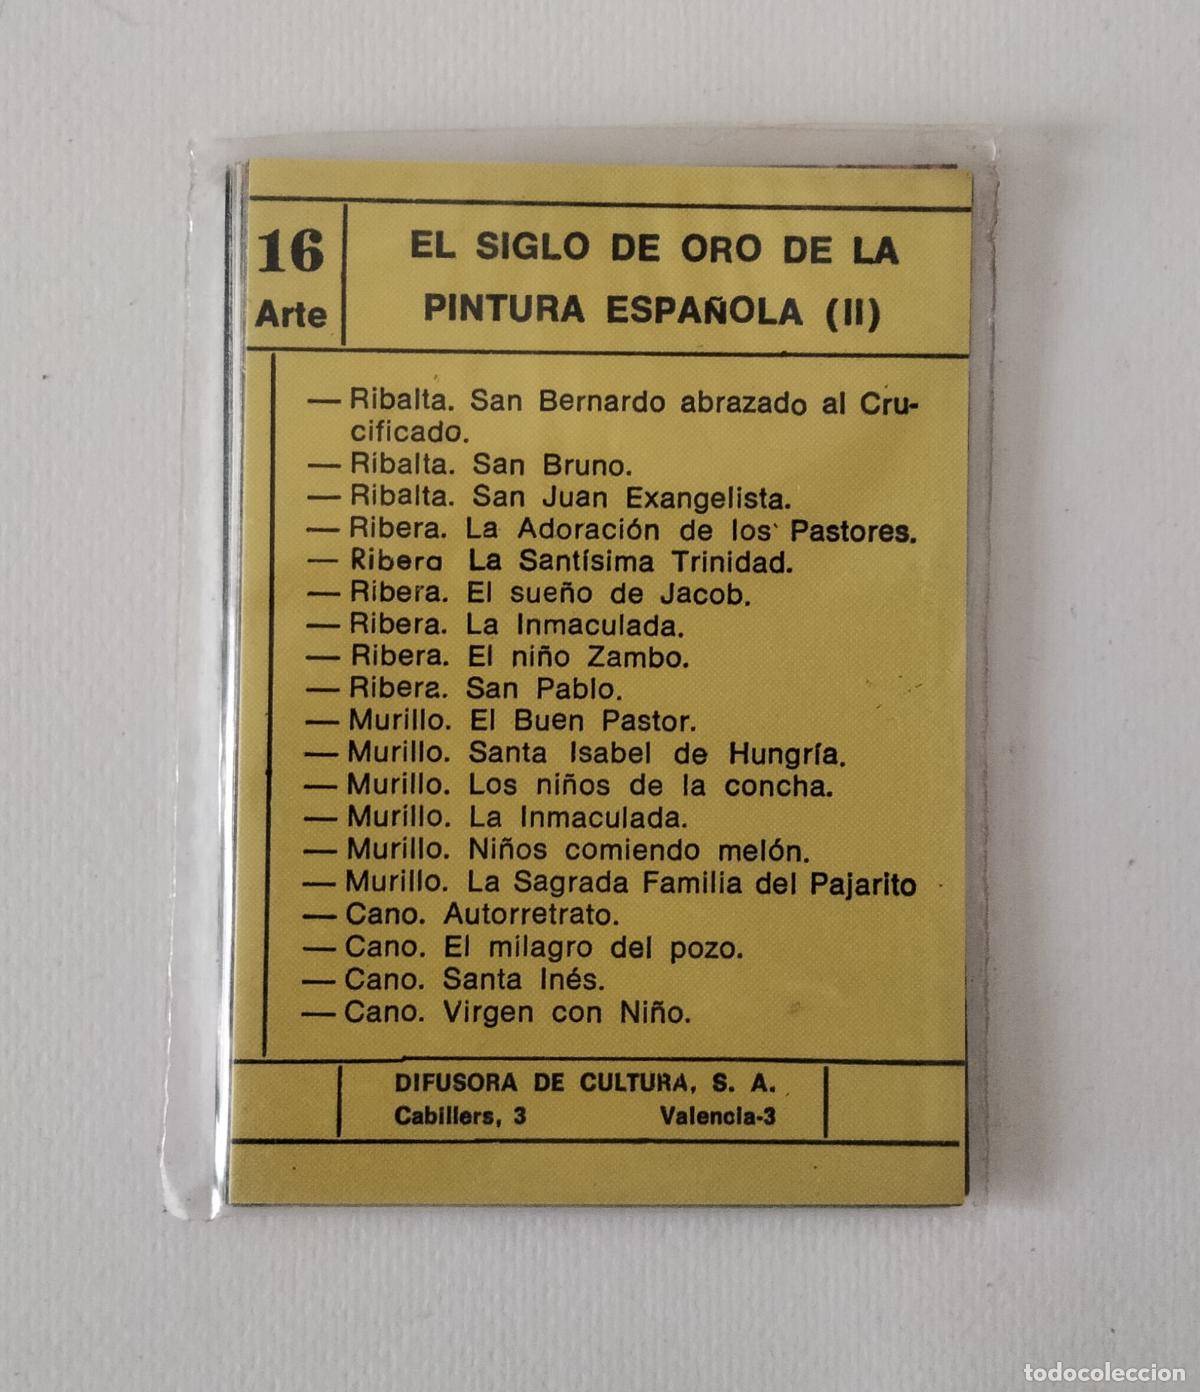 16
Arte
EL SIGLO DE ORO DE LA
PINTURA ESPAÑOLA (II)
— Ribalta. San Bernardo abrazado al Cru-
cificado.
— Ribalta. San Bruno.
— Ribalta. San Juan Exangelista.
— Ribera. La Adoración de los Pastores.
— Ribera La Santísima Trinidad.
— Ribera. El sueño de Jacob.
— Ribera. La Inmaculada.
— Ribera. El niño Zambo.
— Ribera. San Pablo.
— Murillo. El Buen Pastor.
— Murillo. Santa Isabel de Hungría.
— Murillo. Los niños de la concha.
— Murillo. La Inmaculada.
— Murillo. Niños comiendo melón.
— Murillo. La Sagrada Familia del Pajarito
— Cano. Autorretrato.
— Cano. El milagro del pozo.
— Cano. Santa Inés.
— Cano. Virgen con Niño.
DIFUSORA DE CULTURA, S. A.
Cabillers, 3 Valencia-3
todocoleccion